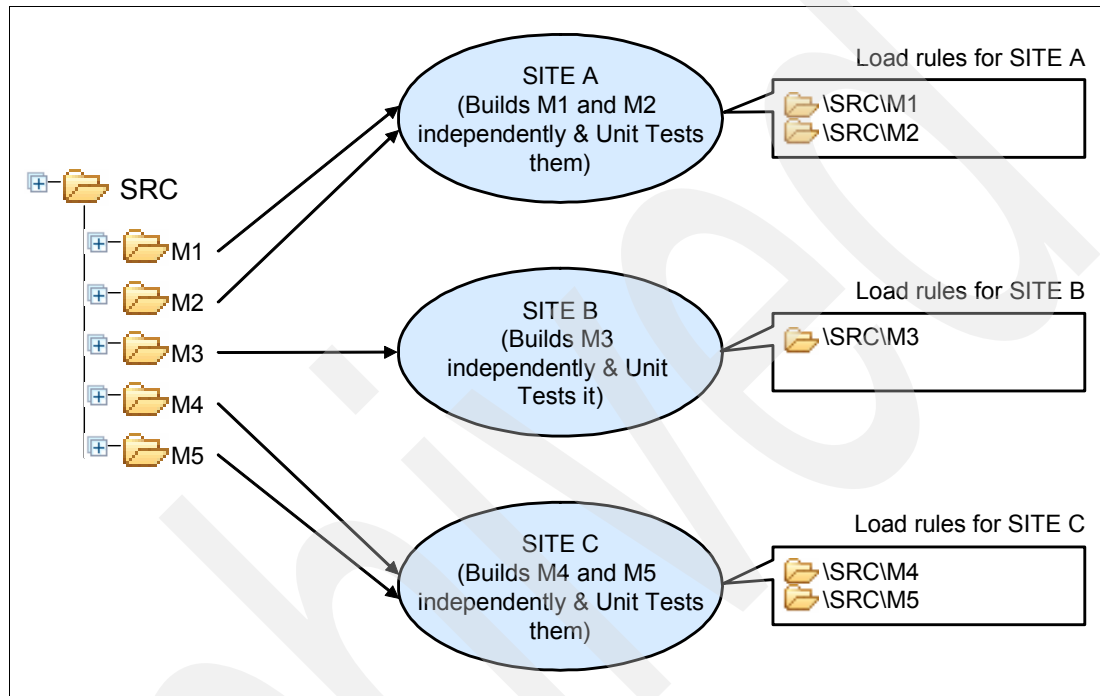 SRC
M1
M2
M3
M4
M5
SITE A
(Builds M1 and M2
independently & Unit Tests
them)
Load rules for SITE A
\SRC\M1
\SRC\M2
SITE B
(Builds M3
independently & Unit
Tests it)
Load rules for SITE B
\SRC\M3
SITE C
(Builds M4 and M5
independently & Unit Tests
them)
Load rules for SITE C
\SRC\M4
\SRC\M5